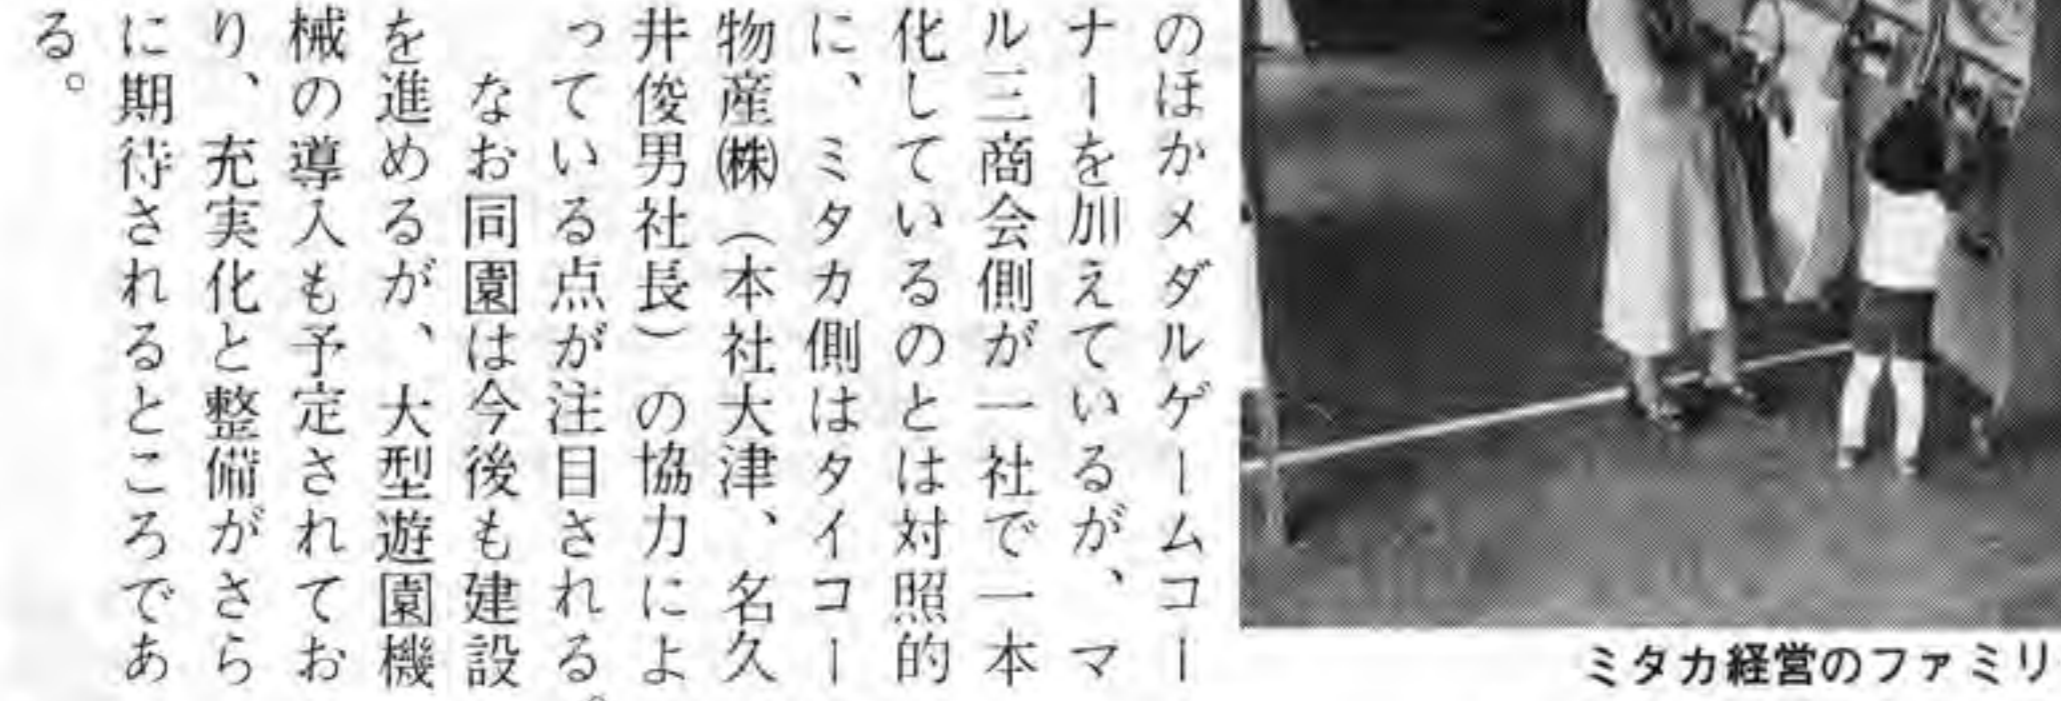 のほかメダルゲームコー
ナーを加えているが、マ
ル三商会側が一社で一本
化しているのとは対照的
に、ミタカ側はタイコー
物産㈱（本社大津、名久
井俊男社長）の協力によ
っている点が注目される。
なお同園は今後も建設
を進めるが、大型遊園機
械の導入も予定されてお
り、充実化と整備がさら
に期待されるところであ
る。
ミタカ経営のファミリ